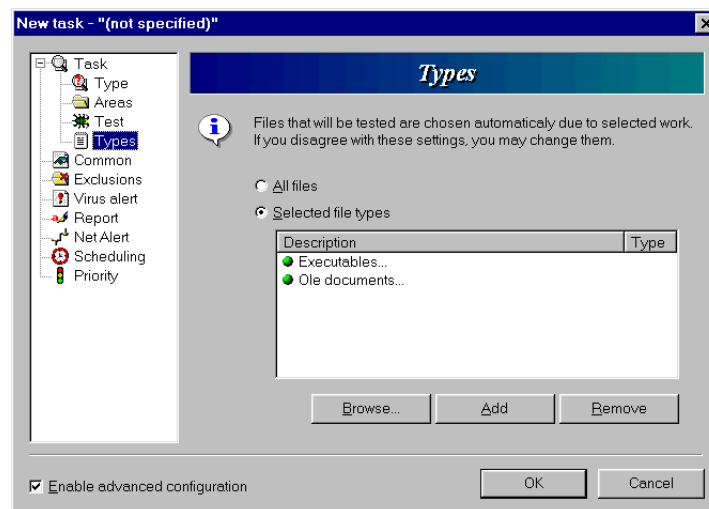 New task - "(not specified)"
Task
Type
Areas
Test
Types
Common
Exclusions
Virus alert
Report
Net Alert
Scheduling
Priority
Types
Files that will be tested are chosen automaticaly due to selected work.
If you disagree with these settings, you may change them.
All files
Selected file types
Description Type
Executables...
Ole documents...
Browse... Add Remove
Enable advanced configuration
OK Cancel